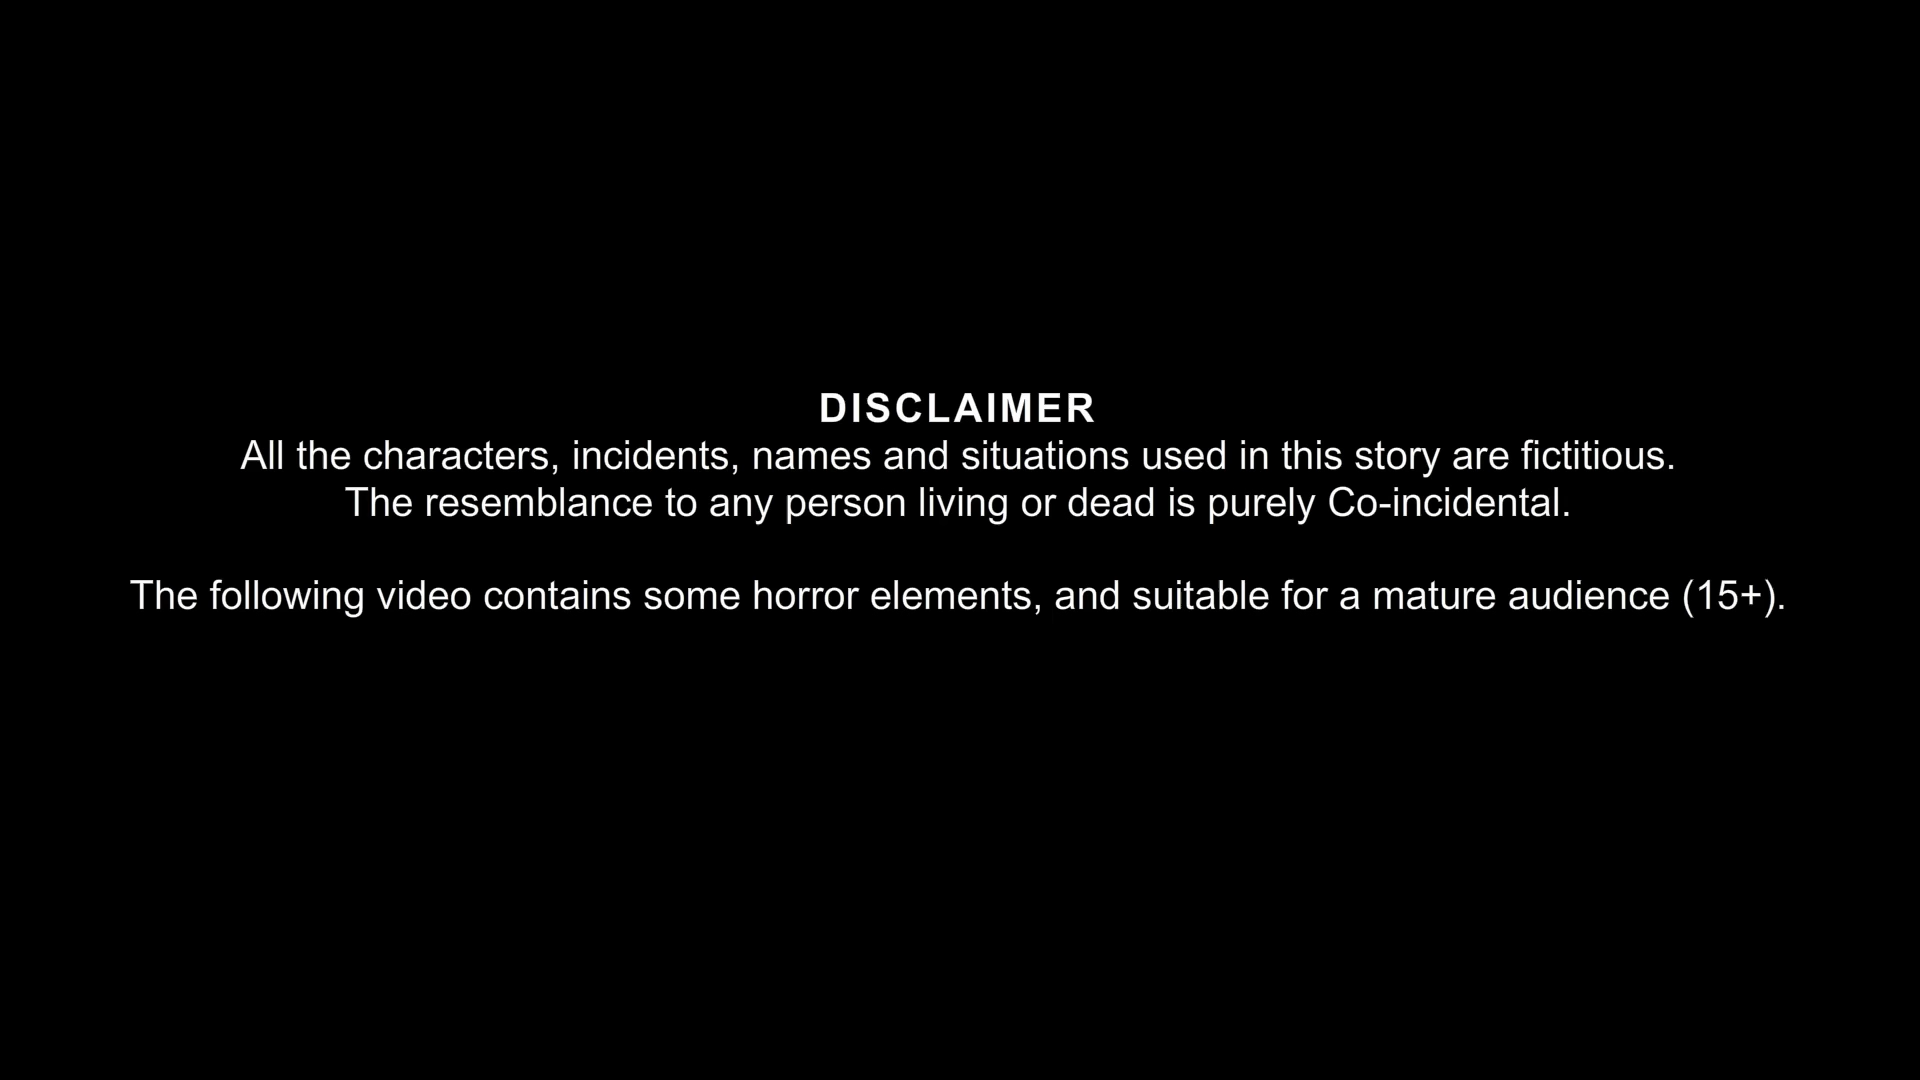 DISCLAIMER
All the characters, incidents, names and situations used in this story are fictitious.
The resemblance to any person living or dead is purely Co-incidental.
The following video contains some horror elements, and suitable for a mature audience (15+).